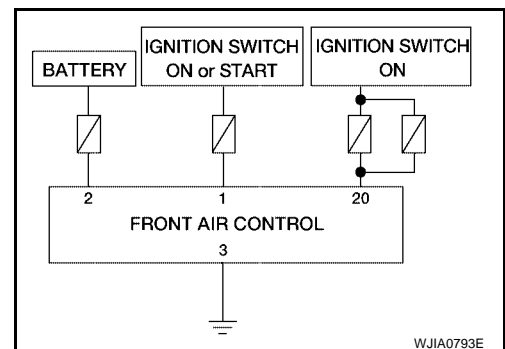 BATTERY
IGNITION SWITCH
ON or START
IGNITION SWITCH
ON
2
1
20
FRONT AIR CONTROL
3
WJIA0793E